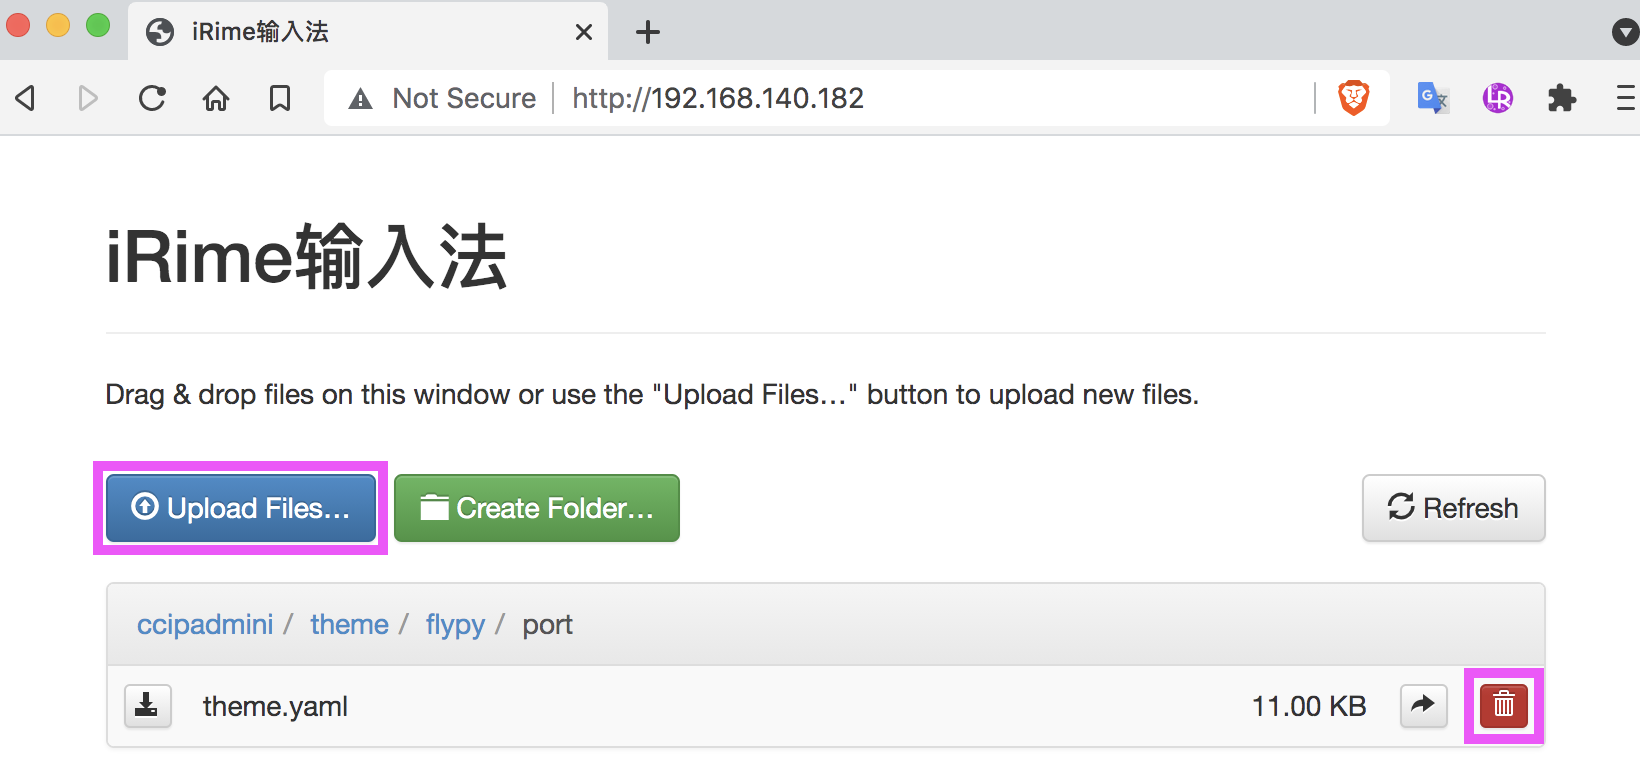 iRime输入法
Not Secure http://192.168.140.182
iRime输入法
Drag & drop files on this window or use the "Upload Files…" button to upload new files.
Upload Files… Create Folder… Refresh
ccipadmini / theme / flypy / port
theme.yaml 11.00 KB